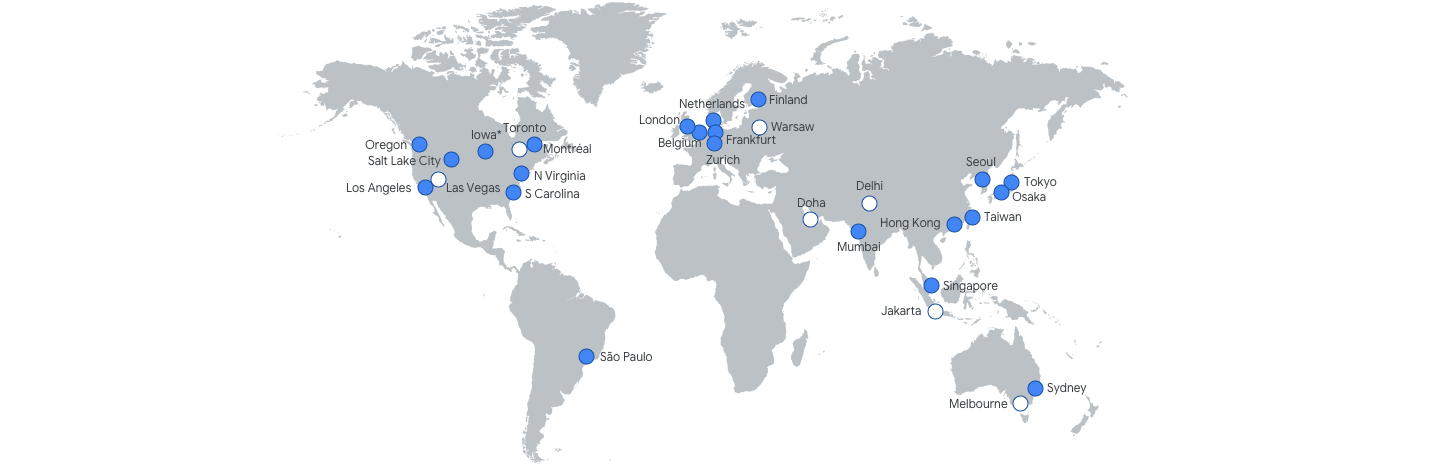 Finland
Netherlands
London
Warsaw
Iowa* Toronto
Frankfurt
Belgium
Oregon
Montréal
Salt Lake City
Zurich
Seoul
N Virginia
Tokyo
Los Angeles
Las Vegas
Delhi
S Carolina
Osaka
Doha
Taiwan
Hong Kong
Mumbai
Singapore
Jakarta
São Paulo
Sydney
Melbourne